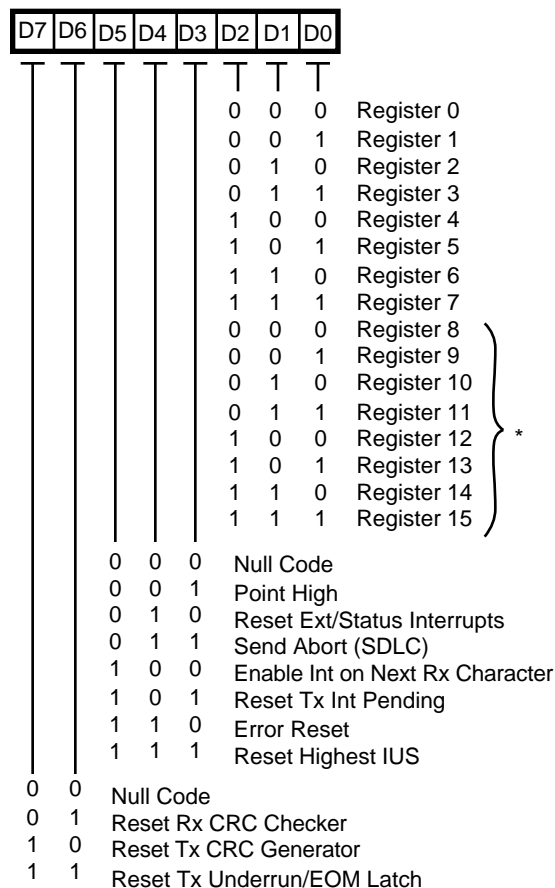 D7 D6 D5 D4 D3 D2 D1 D0
0 0 0 Register 0
0 0 1 Register 1
0 1 0 Register 2
0 1 1 Register 3
1 0 0 Register 4
1 0 1 Register 5
1 1 0 Register 6
1 1 1 Register 7
0 0 0 Register 8
0 0 1 Register 9
0 1 0 Register 10
0 1 1 Register 11
*
1 0 0 Register 12
1 0 1 Register 13
1 1 0 Register 14
1 1 1 Register 15
0 0 0 Null Code
0 0 1 Point High
0 1 0 Reset Ext/Status Interrupts
0 1 1 Send Abort (SDLC)
1 0 0 Enable Int on Next Rx Character
1 0 1 Reset Tx Int Pending
1 1 0 Error Reset
1 1 1 Reset Highest IUS
0 0 Null Code
0 1 Reset Rx CRC Checker
1 0 Reset Tx CRC Generator
1 1 Reset Tx Underrun/EOM Latch